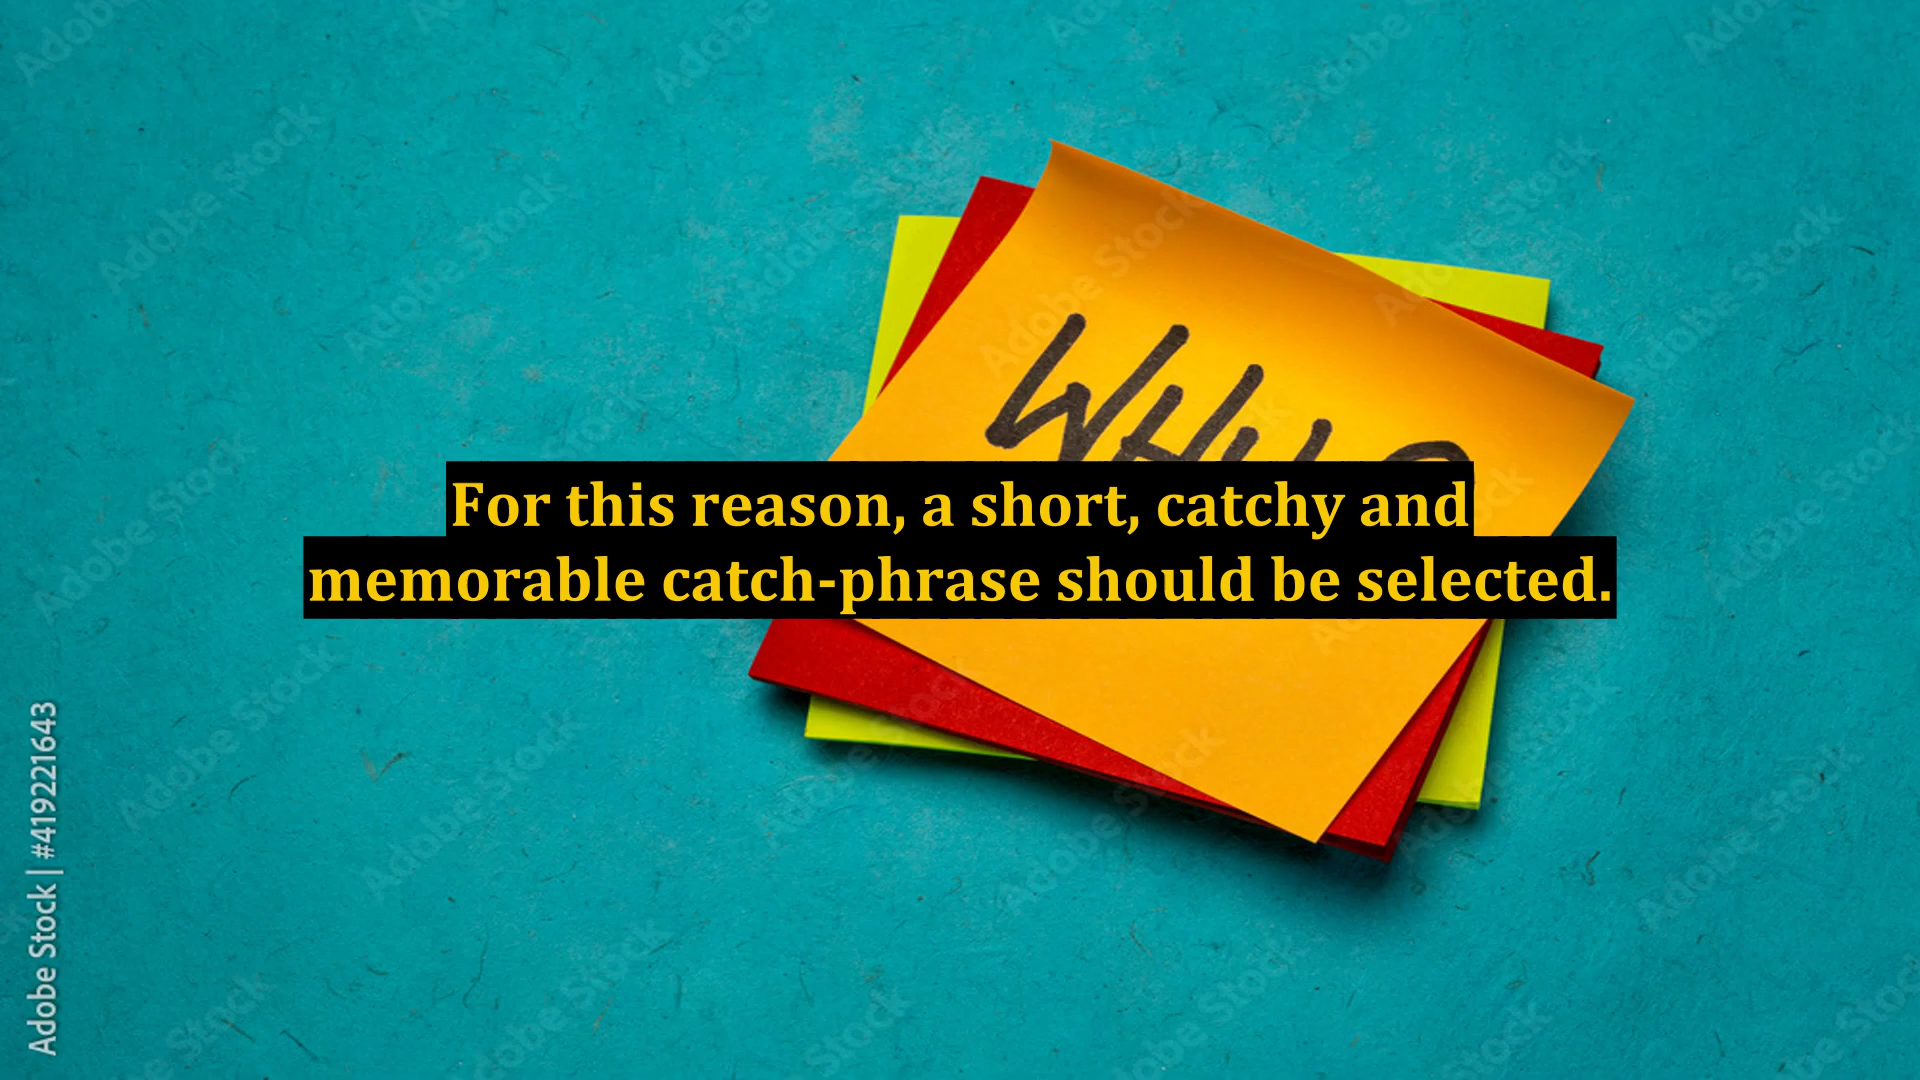 For this reason, a short, catchy and
memorable catch-phrase should be selected.
Adobe Stock | #419221643